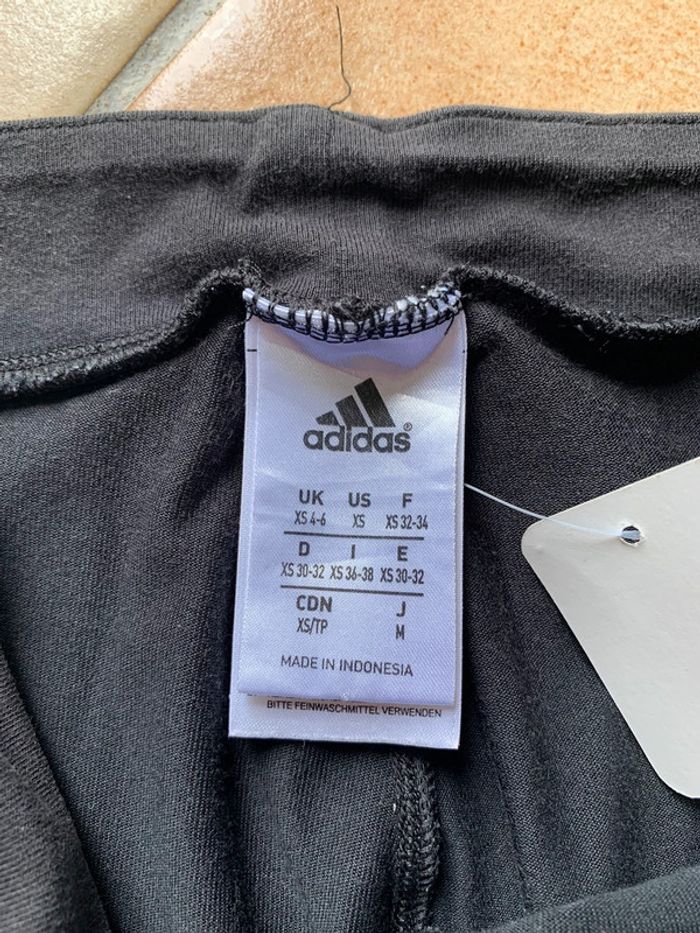 adidas®
UK US F
XS 4-6 XS XS 32-34
D I E
XS 30-32 XS 36-38 XS 30-32
CDN J
XS/TP M
MADE IN INDONESIA
BITTE FEINWASCHMITTEL VERWENDEN